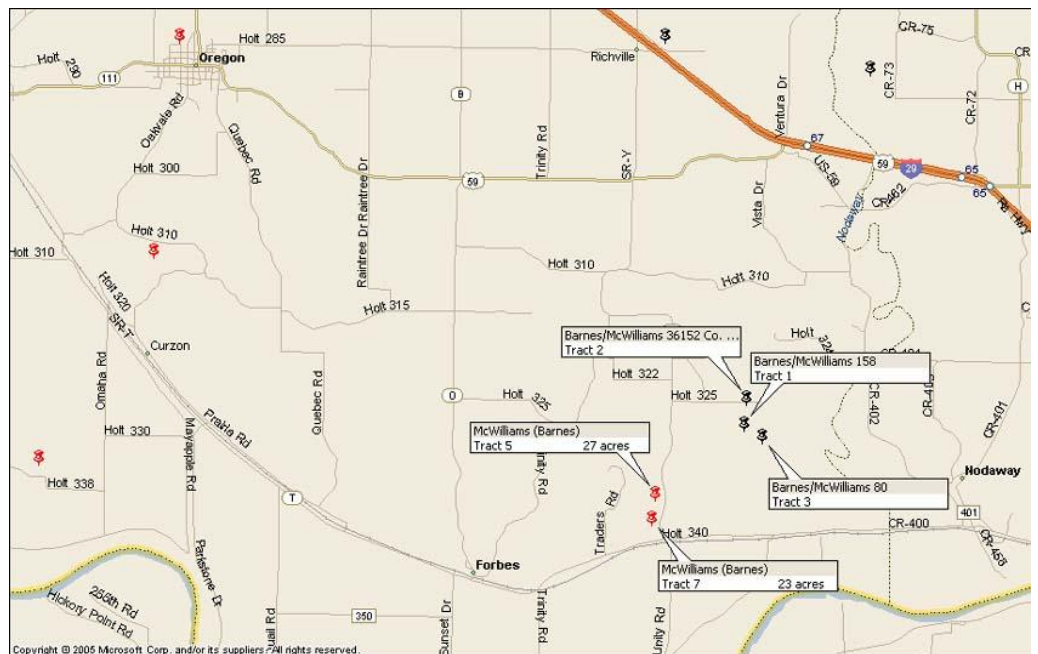 Holt 285
Oregon
Holt
290
111
Oakvale Rd
Quebec Rd
Holt 300
Holt 310
Holt 310
Raintree Dr
Raintree Dr
B
59
Trinity Rd
SR-Y
Richville
Ventura Dr
67
US-59
59
29
65
65
CR-75
CR-73
CR-72
CR
H
CR462
Nodaway
Vista Dr
Holt 310
Holt 310
Holt 315
Holt 320
SR-T
Curzon
Omaha Rd
Quebec Rd
Prairie Rd
Holt 330
Mayapple Rd
Holt 338
T
O
Barnes/McWilliams 36152 Co. ...
Tract 2
Barnes/McWilliams 158
Tract 1
Holt
Holt 322
Holt 325
Holt 325
CR-402
CR-401
McWilliams (Barnes)
Tract 5 27 acres
Barnes/McWilliams 80
Tract 3
Nodaway
401
CR-400
CR-458
Traders Rd
Holt 340
McWilliams (Barnes)
Tract 7 23 acres
Forbes
350
Trinity Rd
Unity Rd
Sunset Dr
Parkstone Dr
255th Rd
Hickory Point Rd
Copyright © 2005 Microsoft Corp. and/or its suppliers. All rights reserved.